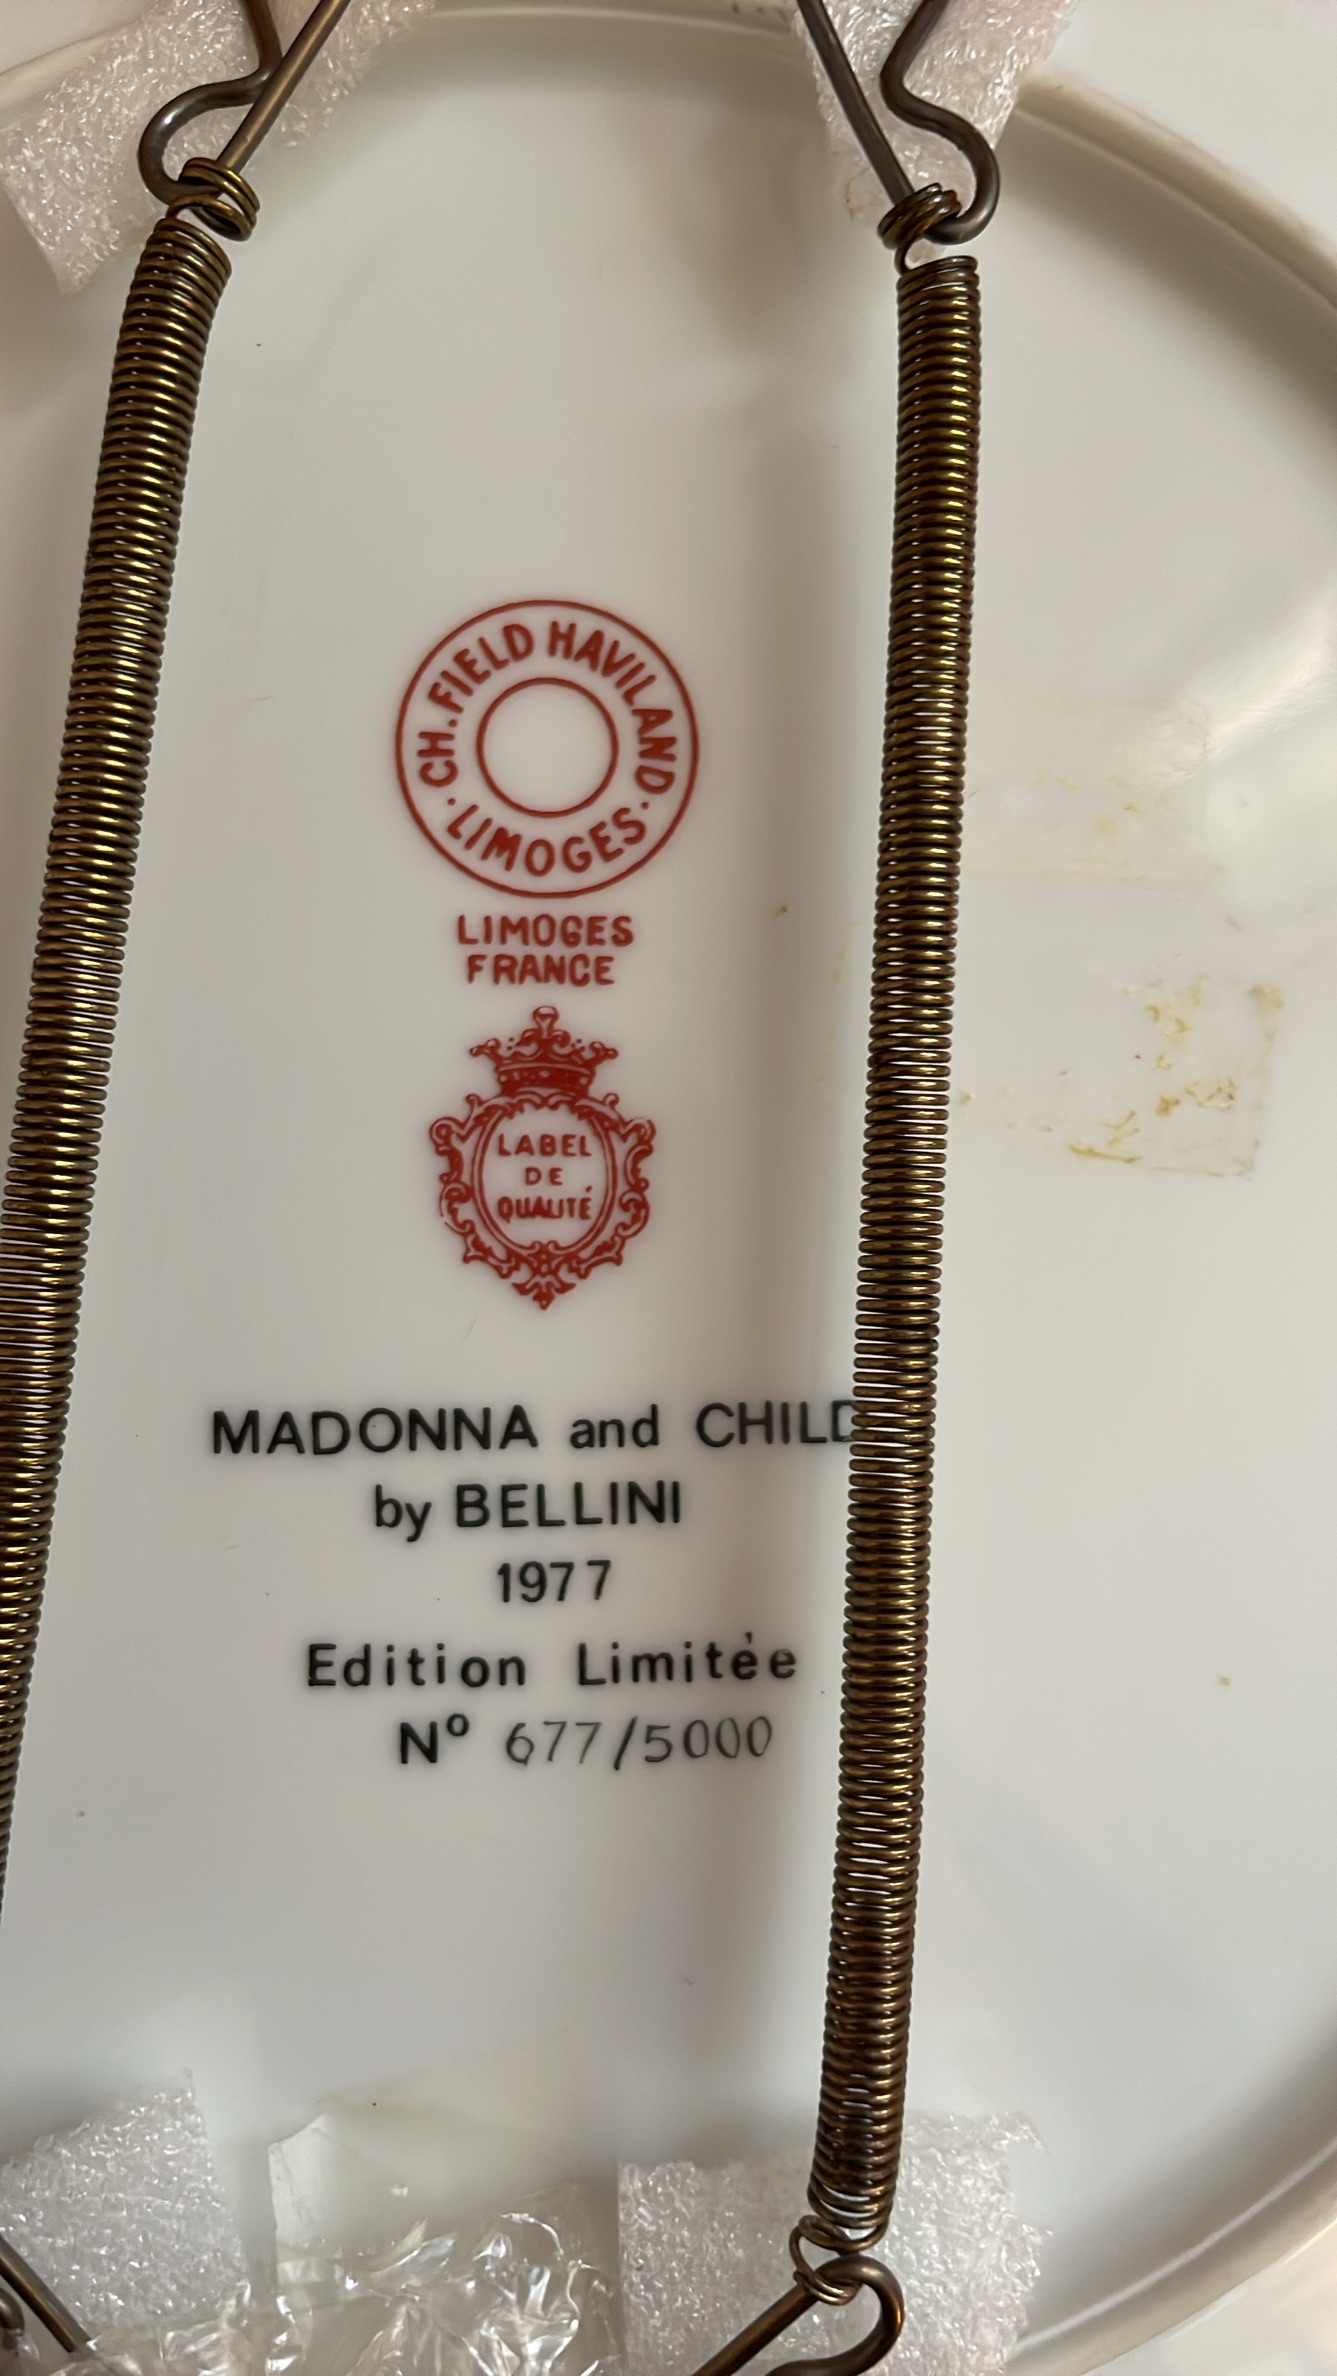 CH. FIELD HAVILAND
· LIMOGES ·
LIMOGES
FRANCE
LABEL
DE
QUALITÉ
MADONNA and CHILD
by BELLINI
1977
Edition Limitée
Nº 677/5000